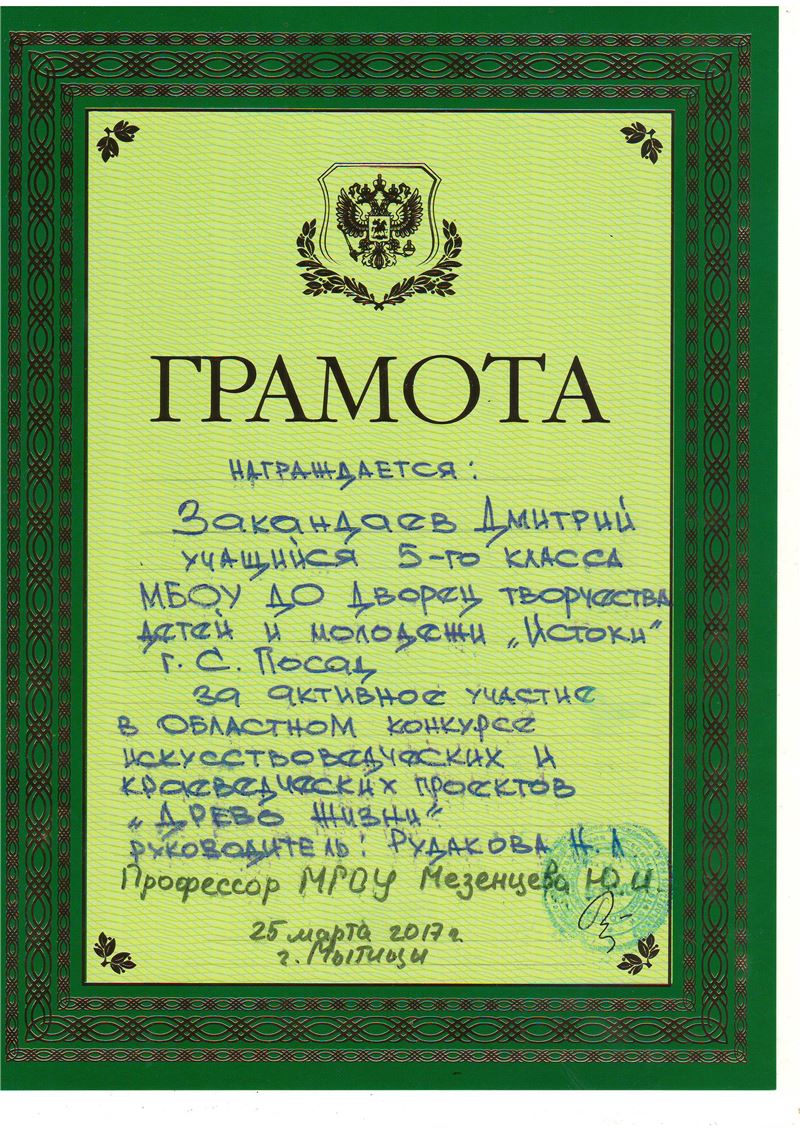 ГРАМОТА
НАГРАЖДАЕТСЯ:
Закандаев Дмитрий
учащийся 5-го класса
МБОУ ДО Дворец творчества
детей и молодежи „Истоки“
г. С. Посад
за активное участие
в областном конкурсе
искусствоведческих и
краеведческих проектов
„Древо жизни“
руководитель: Рудакова Н.А
Профессор МГОУ Мезенцева Ю.И.
25 марта 2017 г.
г. Мытищи